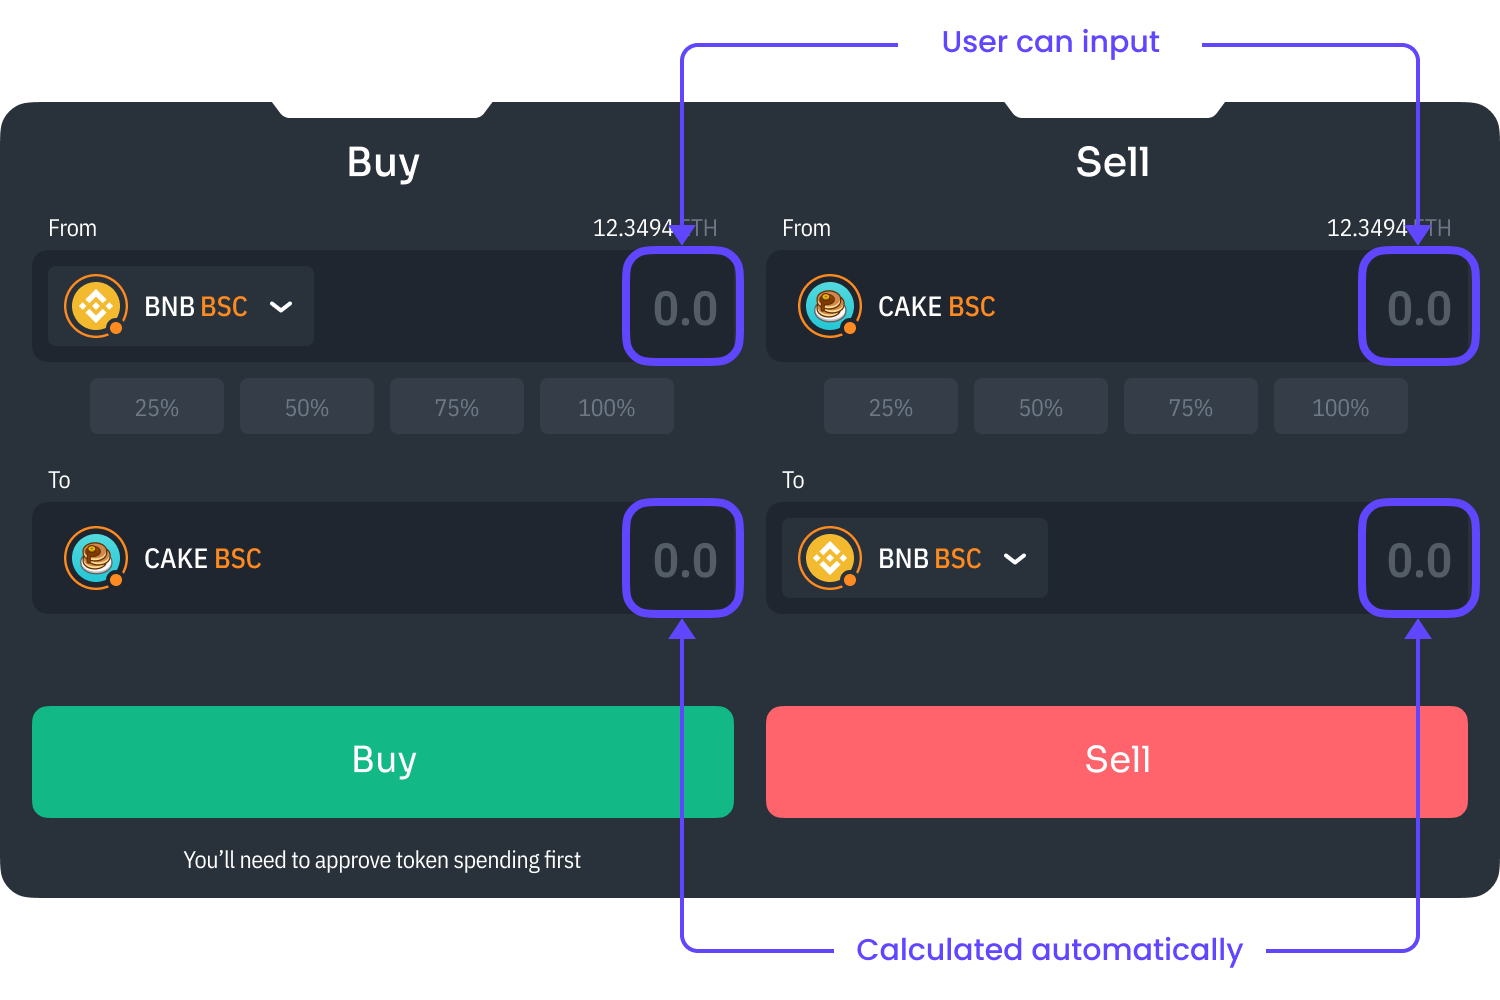 User can input
Buy
From
12.3494 ETH
BNB BSC
0.0
25%
50%
75%
100%
To
CAKE BSC
0.0
Buy
You’ll need to approve token spending first
Sell
From
12.3494 ETH
CAKE BSC
0.0
25%
50%
75%
100%
To
BNB BSC
0.0
Sell
Calculated automatically